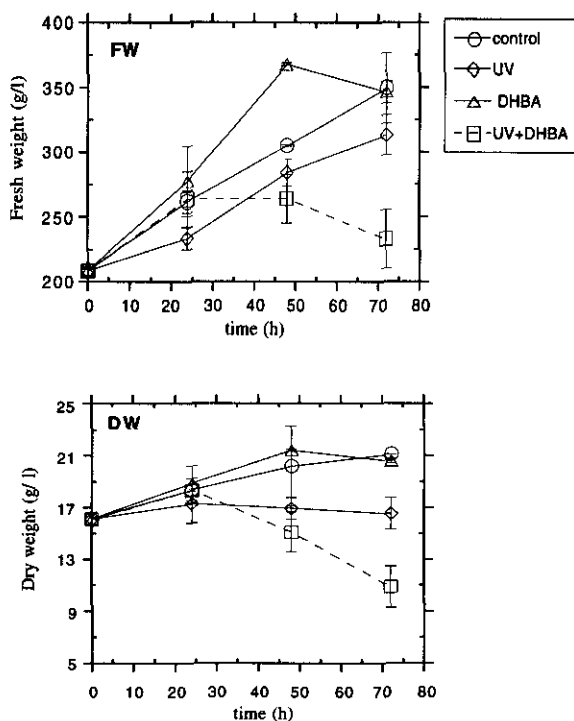 FW
control
UV
DHBA
UV+DHBA
Fresh weight (g/l)
400
350
300
250
200
0 10 20 30 40 50 60 70 80
time (h)
DW
Dry weight (g/ l)
25
21
17
13
9
5
0 10 20 30 40 50 60 70 80
time (h)